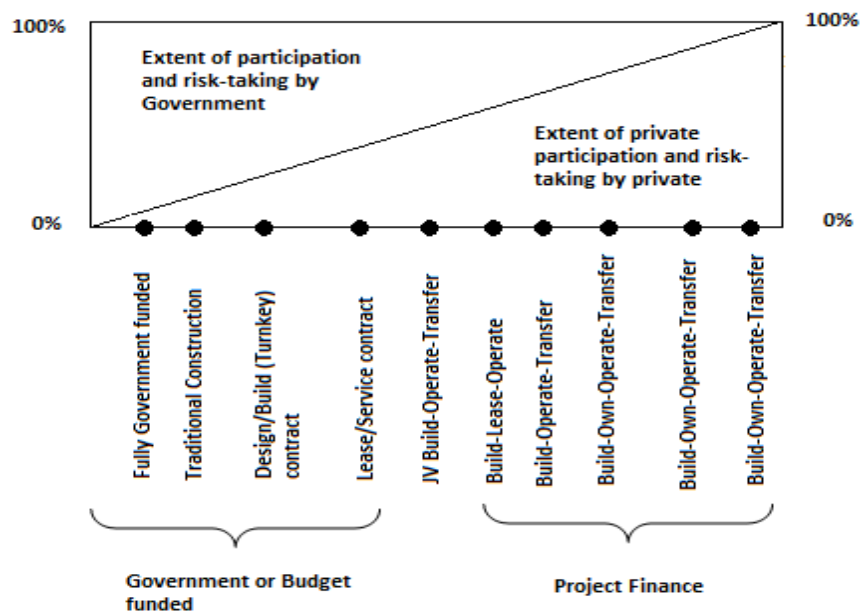 100%
100%
Extent of participation
and risk-taking by
Government
Extent of private
participation and risk-
taking by private
0%
0%
Fully Government funded
Traditional Construction
Design/Build (Turnkey)
contract
Lease/Service contract
JV Build-Operate-Transfer
Build-Lease-Operate
Build-Operate-Transfer
Build-Own-Operate-Transfer
Build-Own-Operate-Transfer
Build-Own-Operate-Transfer
Government or Budget
funded
Project Finance